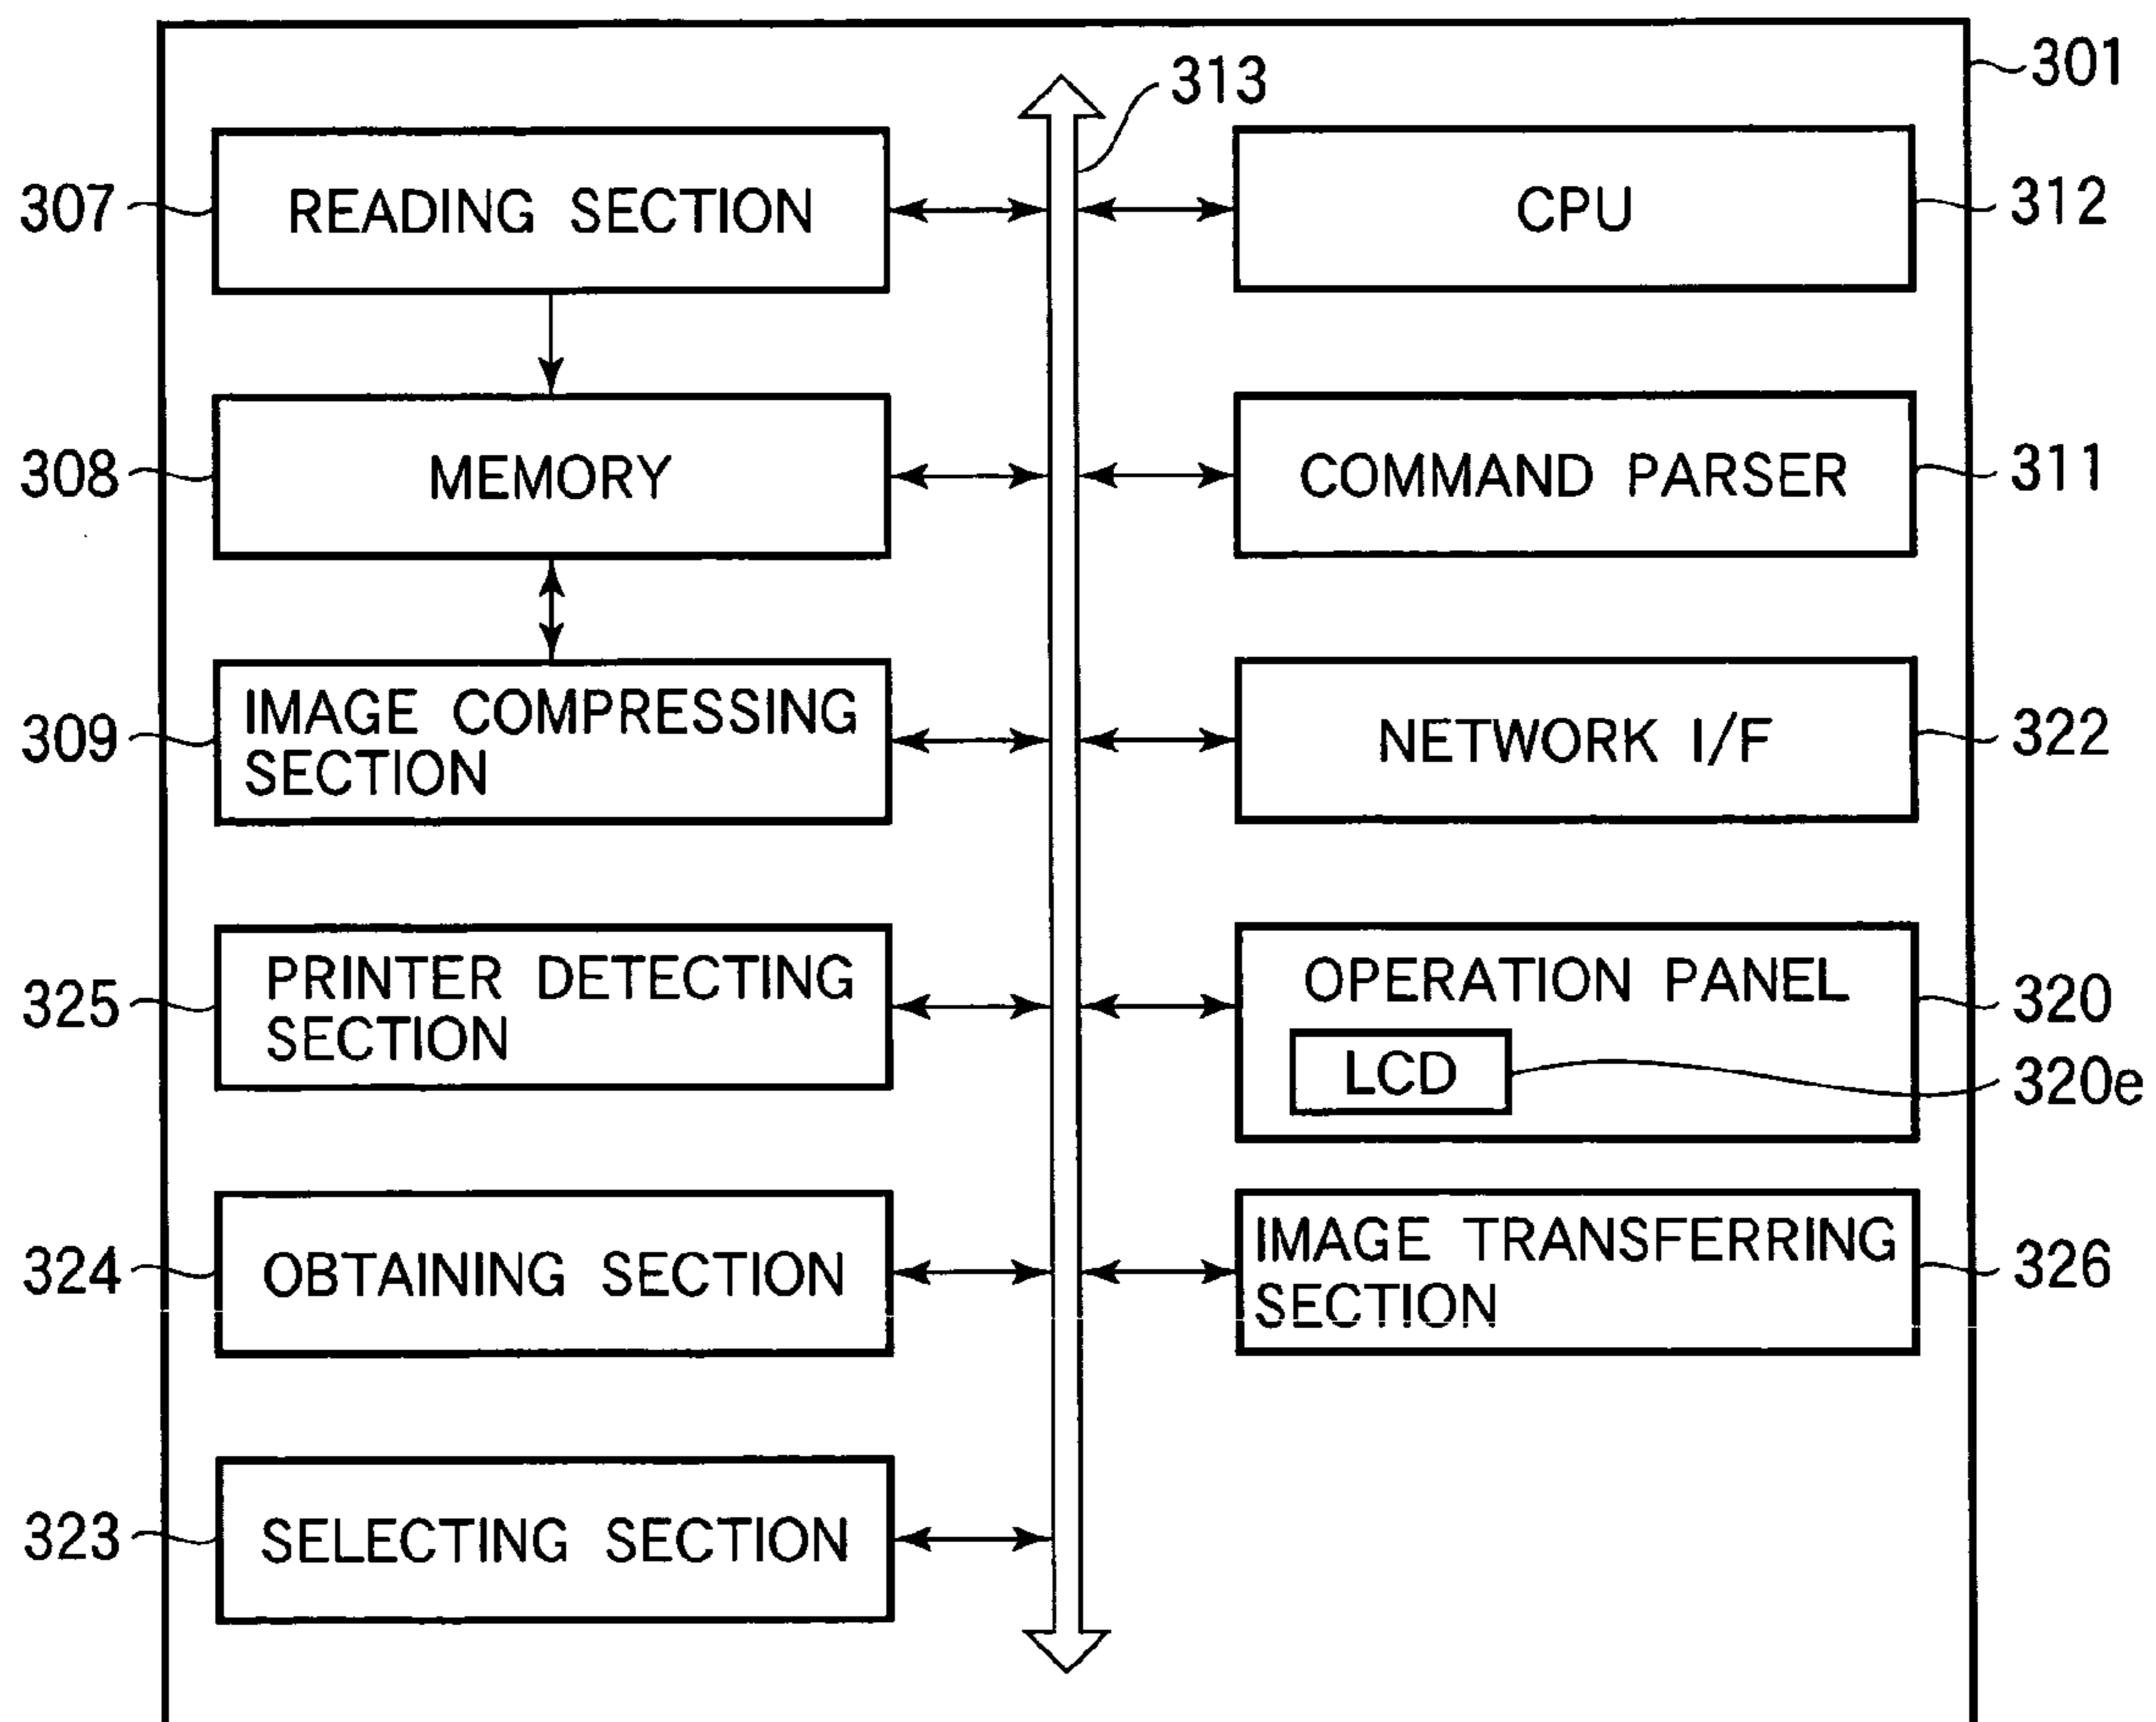 301
313
307
READING SECTION
CPU
312
308
MEMORY
COMMAND PARSER
311
309
IMAGE COMPRESSING
SECTION
NETWORK I/F
322
325
PRINTER DETECTING
SECTION
OPERATION PANEL
320
LCD
320e
324
OBTAINING SECTION
IMAGE TRANSFERRING
SECTION
326
323
SELECTING SECTION